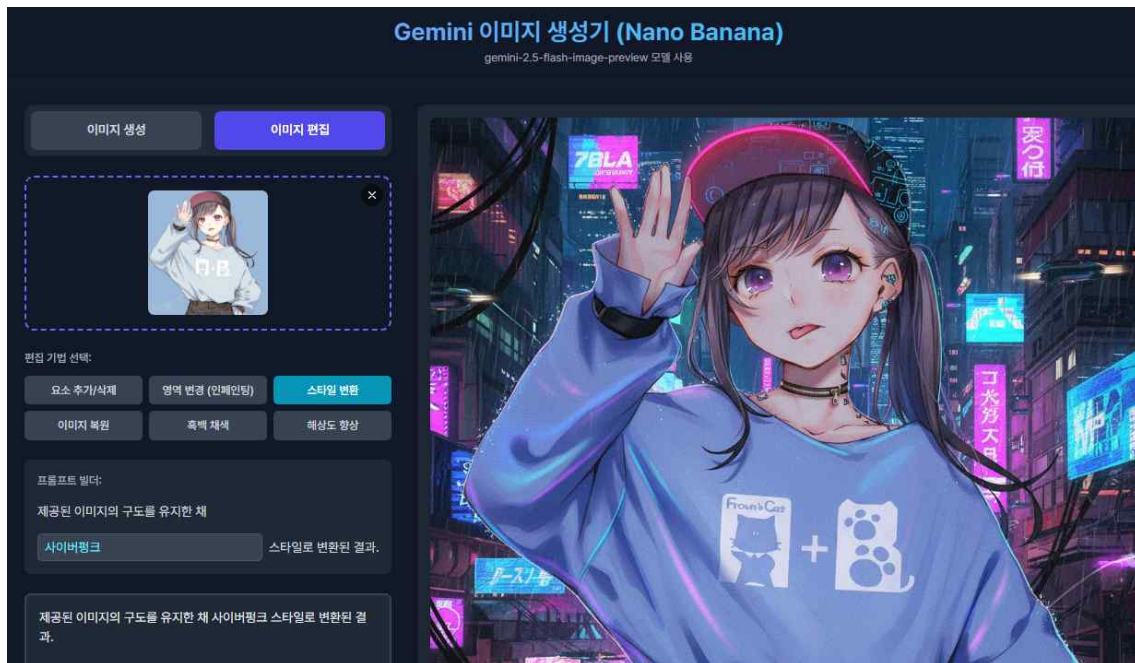 Gemini 이미지 생성기 (Nano Banana)
gemini-2.5-flash-image-preview 모델 사용
이미지 생성
이미지 편집
편집 기법 선택:
요소 추가/삭제
영역 변경 (인페인팅)
스타일 변환
이미지 복원
흑백 채색
해상도 향상
프롬프트 빌더:
제공된 이미지의 구도를 유지한 채
사이버펑크
스타일로 변환된 결과.
제공된 이미지의 구도를 유지한 채 사이버펑크 스타일로 변환된 결
과.
7BLA
+